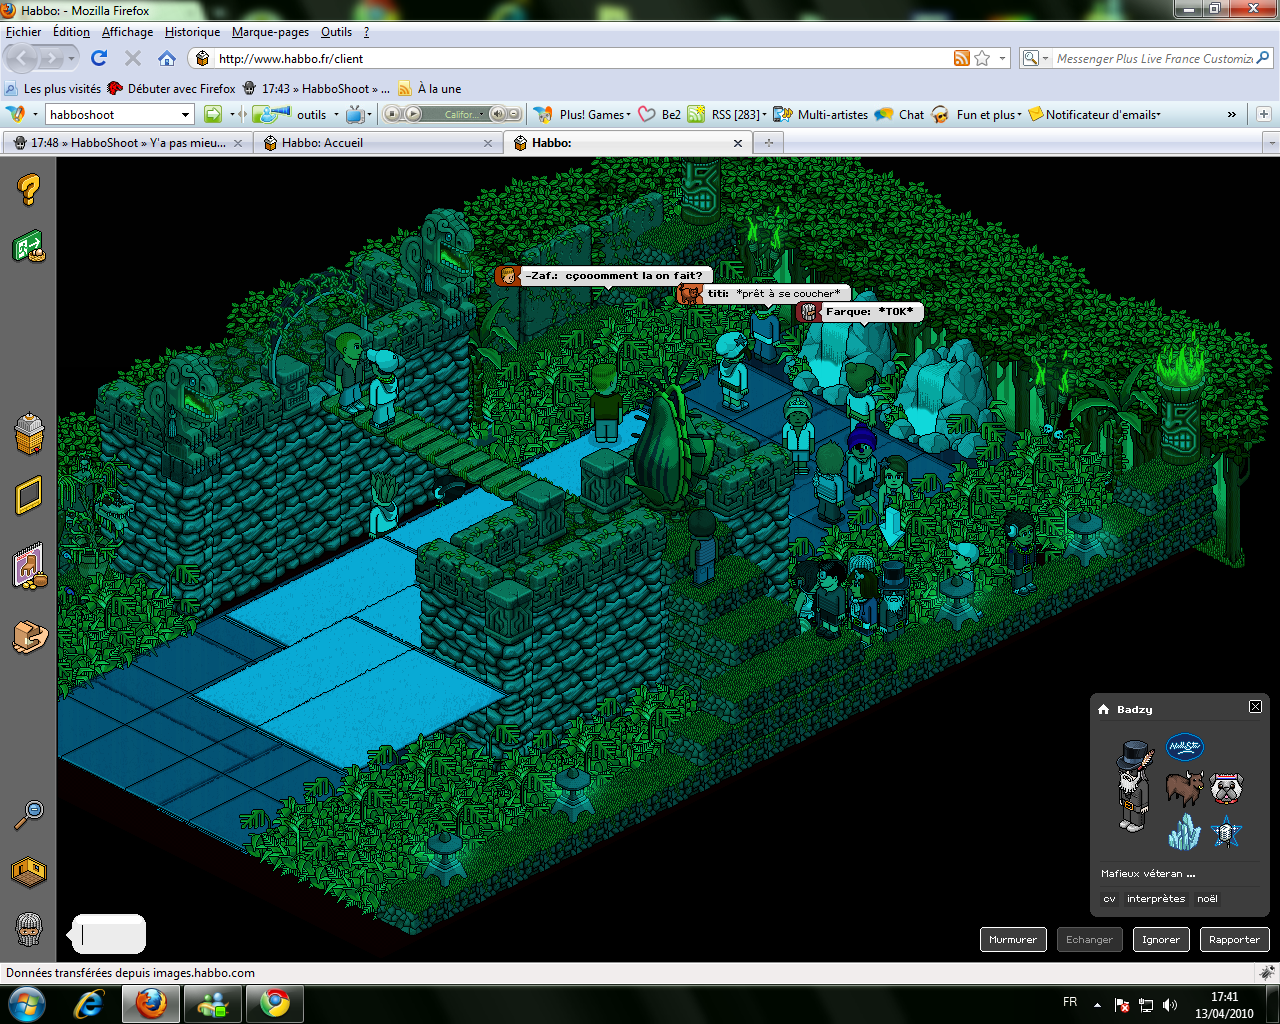 Habbo: - Mozilla Firefox
Fichier Édition Affichage Historique Marque-pages Outils ?
http://www.habbo.fr/client
Messenger Plus Live France Customiz
Les plus visités Débuter avec Firefox 17:43 » HabboShoot » ... À la une
habboshoot outils Califor... Plus! Games Be2 RSS [283] Multi-artistes Chat Fun et plus Notificateur d'emails »
17:48 » HabboShoot » Y'a pas mieu... Habbo: Accueil Habbo:
-Zaf.: cçooomment la on fait?
titi: *prêt à se coucher*
Farque: *TOK*
Badzy
Mafieux véteran ...
cv interprètes noël
Murmurer Echanger Ignorer Rapporter
Données transférées depuis images.habbo.com
FR
17:41
13/04/2010